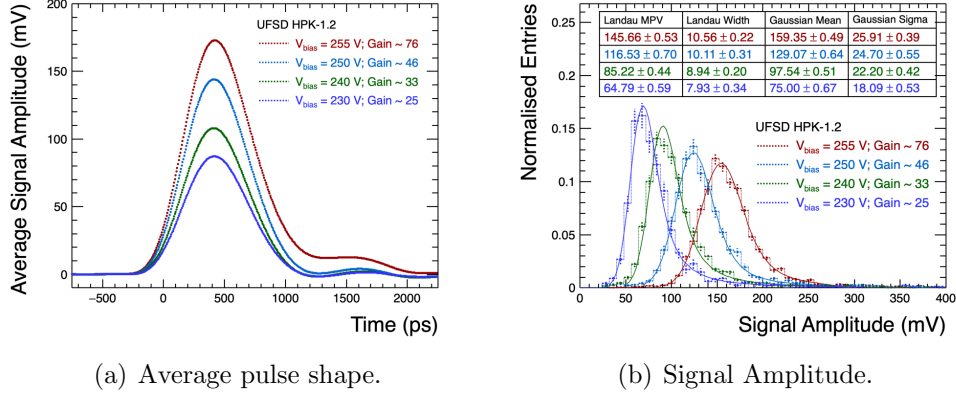 Average Signal Amplitude (mV)
200
150
100
50
0
−500
0
500
1000
1500
2000
Time (ps)
UFSD HPK-1.2
V_bias = 255 V; Gain ~ 76
V_bias = 250 V; Gain ~ 46
V_bias = 240 V; Gain ~ 33
V_bias = 230 V; Gain ~ 25
(a) Average pulse shape.
Normalised Entries
0.25
0.2
0.15
0.1
0.05
0
0 50 100 150 200 250 300 350 400
Signal Amplitude (mV)
Landau MPV Landau Width Gaussian Mean Gaussian Sigma
145.66 ± 0.53 10.56 ± 0.22 159.35 ± 0.49 25.91 ± 0.39
116.53 ± 0.70 10.11 ± 0.31 129.07 ± 0.64 24.70 ± 0.55
85.22 ± 0.44 8.94 ± 0.20 97.54 ± 0.51 22.20 ± 0.42
64.79 ± 0.59 7.93 ± 0.34 75.00 ± 0.67 18.09 ± 0.53
UFSD HPK-1.2
V_bias = 255 V; Gain ~ 76
V_bias = 250 V; Gain ~ 46
V_bias = 240 V; Gain ~ 33
V_bias = 230 V; Gain ~ 25
(b) Signal Amplitude.